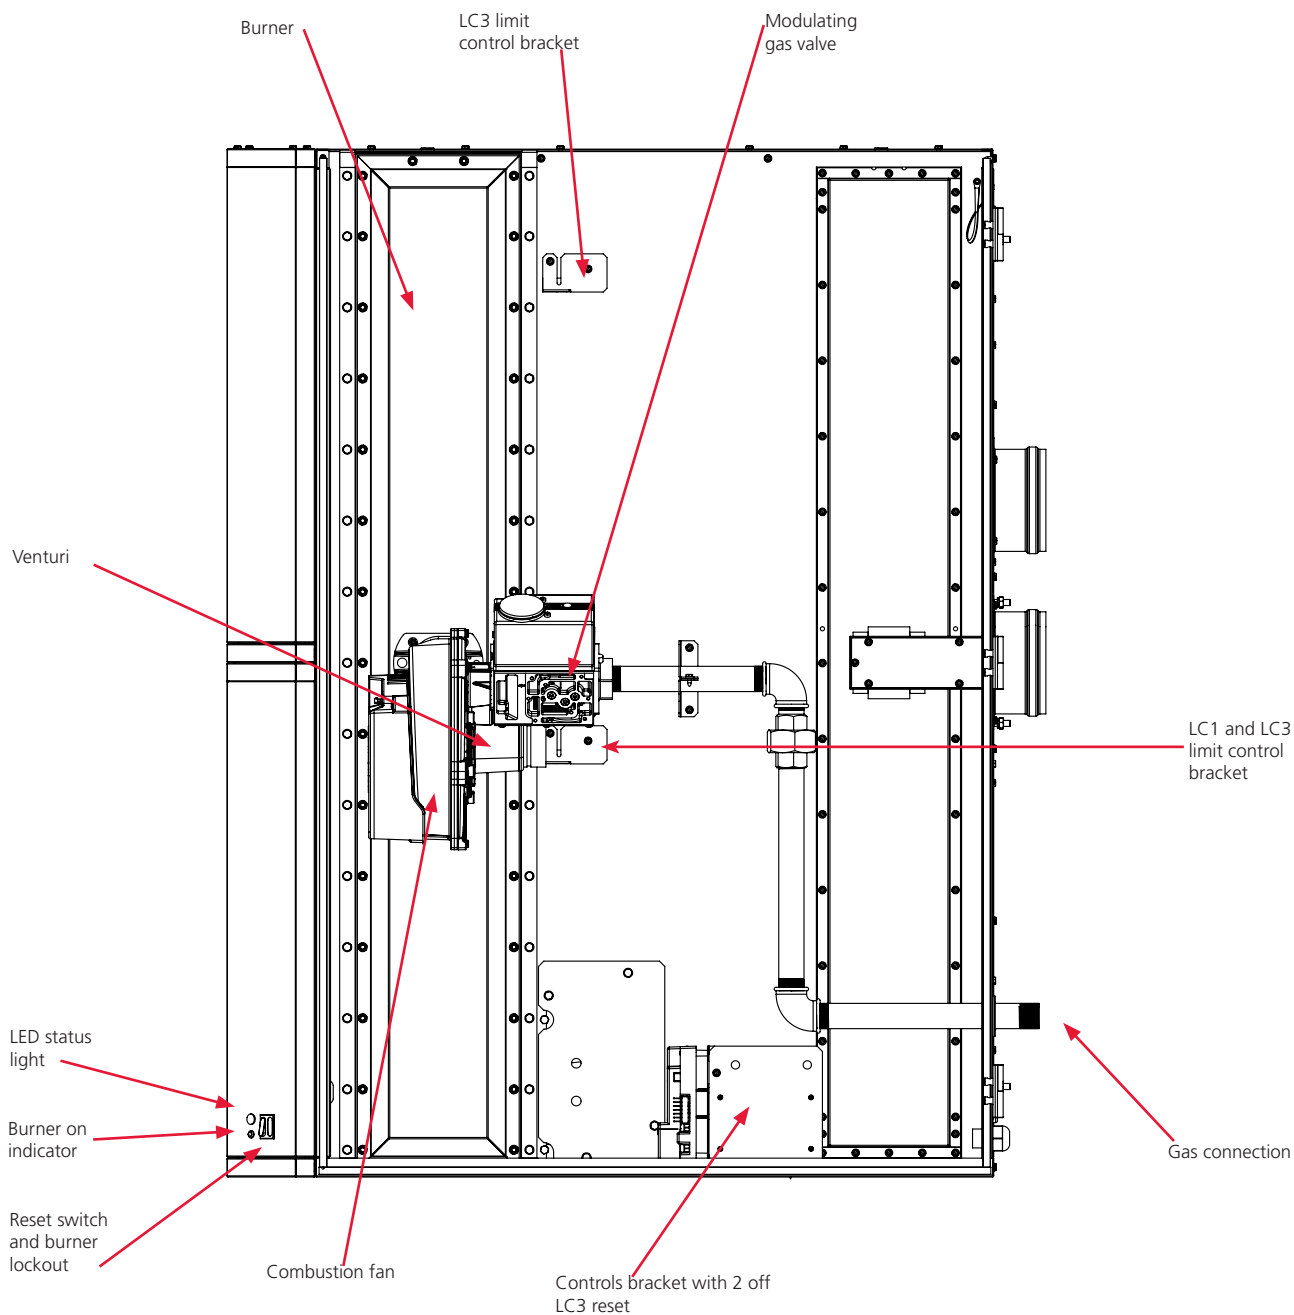 Burner
LC3 limit
control bracket
Modulating
gas valve
Venturi
LC1 and LC3
limit control
bracket
LED status
light
Burner on
indicator
Gas connection
Reset switch
and burner
lockout
Combustion fan
Controls bracket with 2 off
LC3 reset